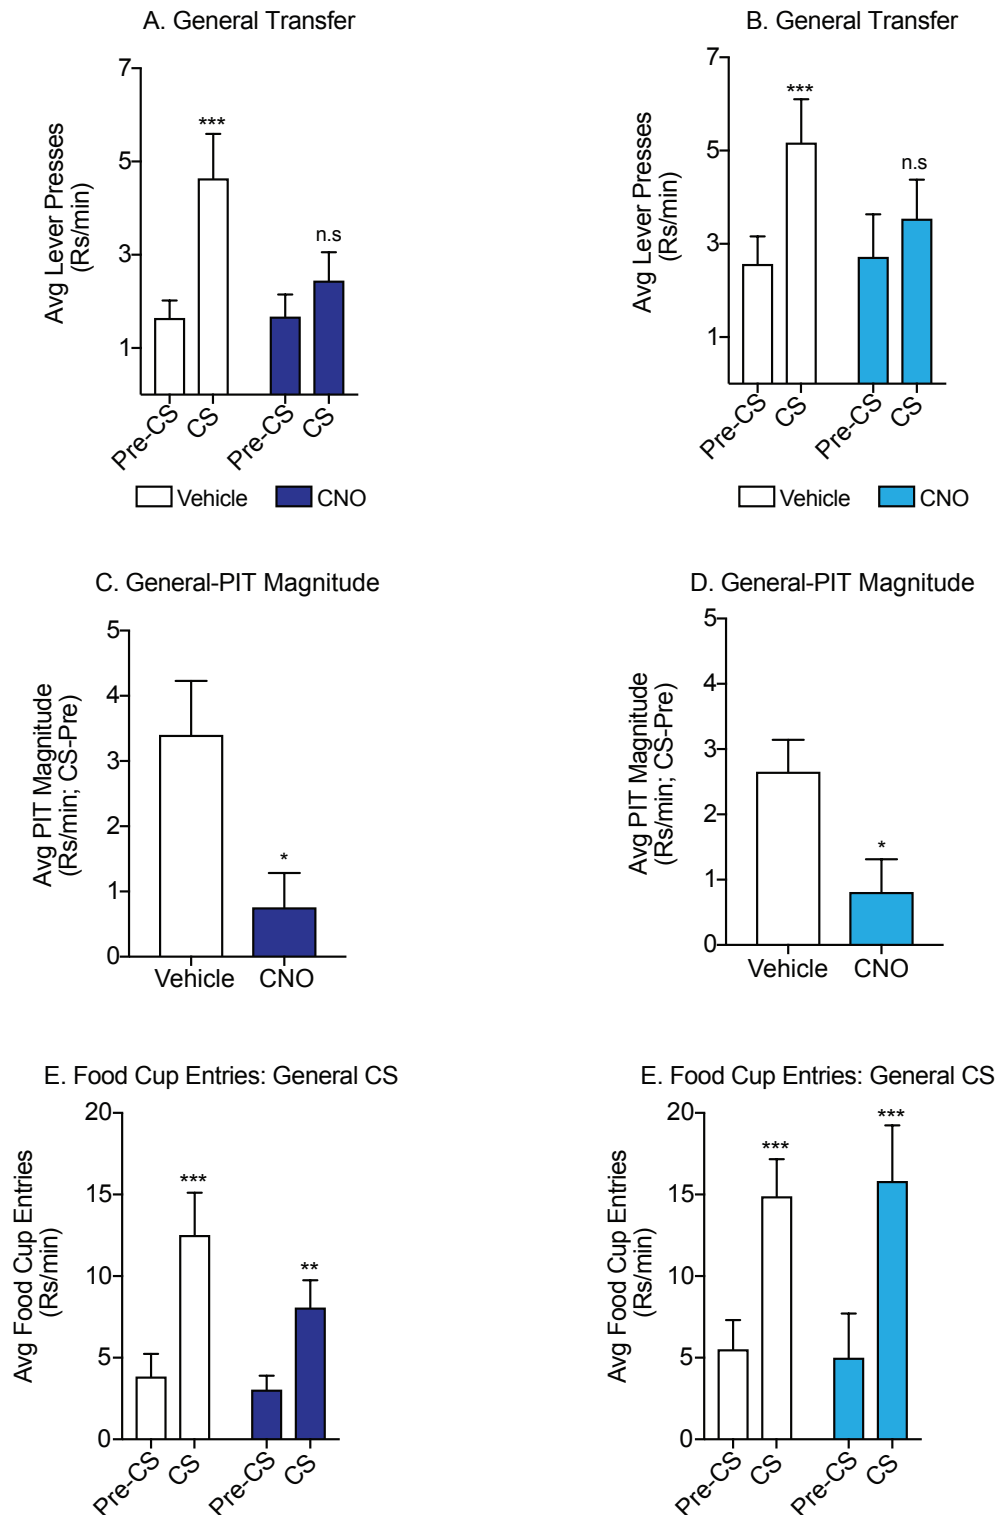 A. General Transfer
Avg Lever Presses
(Rs/min)
7
5
3
1
***
n.s
Pre-CS
CS
Pre-CS
CS
Vehicle
CNO
B. General Transfer
Avg Lever Presses
(Rs/min)
7
5
3
1
***
n.s
Pre-CS
CS
Pre-CS
CS
Vehicle
CNO
C. General-PIT Magnitude
Avg PIT Magnitude
(Rs/min; CS-Pre)
5
4
3
2
1
0
*
Vehicle
CNO
D. General-PIT Magnitude
Avg PIT Magnitude
(Rs/min; CS-Pre)
5
4
3
2
1
0
*
Vehicle
CNO
E. Food Cup Entries: General CS
Avg Food Cup Entries
(Rs/min)
20
15
10
5
0
***
**
Pre-CS
CS
Pre-CS
CS
E. Food Cup Entries: General CS
Avg Food Cup Entries
(Rs/min)
20
15
10
5
0
***
***
Pre-CS
CS
Pre-CS
CS